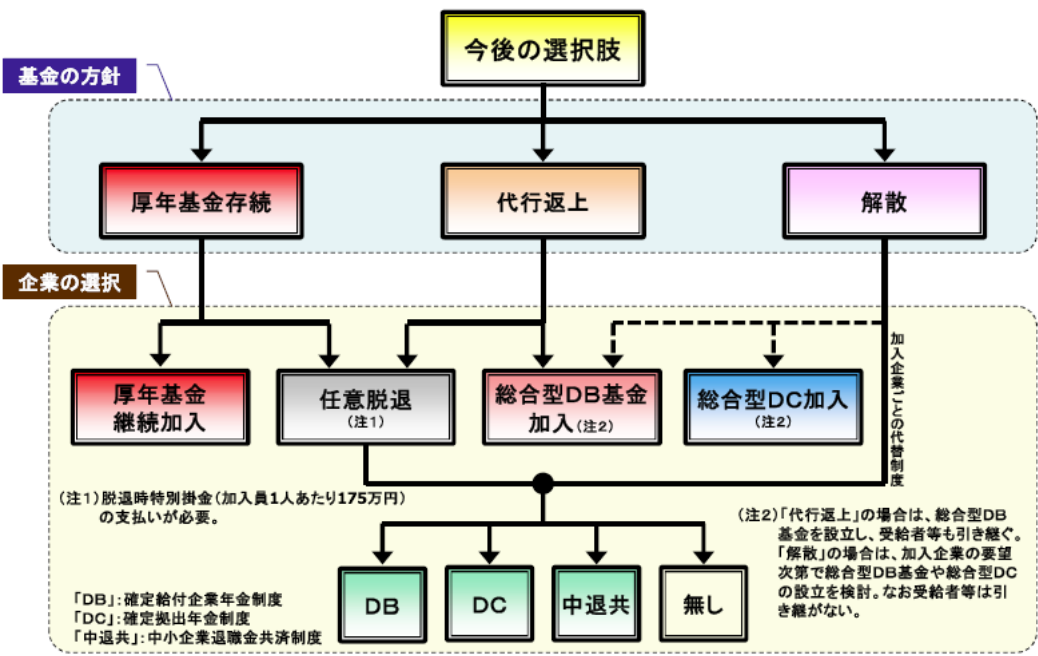 今後の選択肢
基金の方針
厚年基金存続
代行返上
解散
企業の選択
厚年基金
継続加入
任意脱退
(注1)
総合型DB基金
加入(注2)
総合型DC加入
(注2)
加入企業ごとの代替制度
(注1)脱退時特別掛金(加入員1人あたり175万円)
の支払いが必要。
(注2)「代行返上」の場合は、総合型DB
基金を設立し、受給者等も引き継ぐ。
「解散」の場合は、加入企業の要望
次第で総合型DB基金や総合型DC
の設立を検討。なお受給者等は引
き継がない。
「DB」:確定給付企業年金制度
「DC」:確定拠出年金制度
「中退共」:中小企業退職金共済制度
DB
DC
中退共
無し